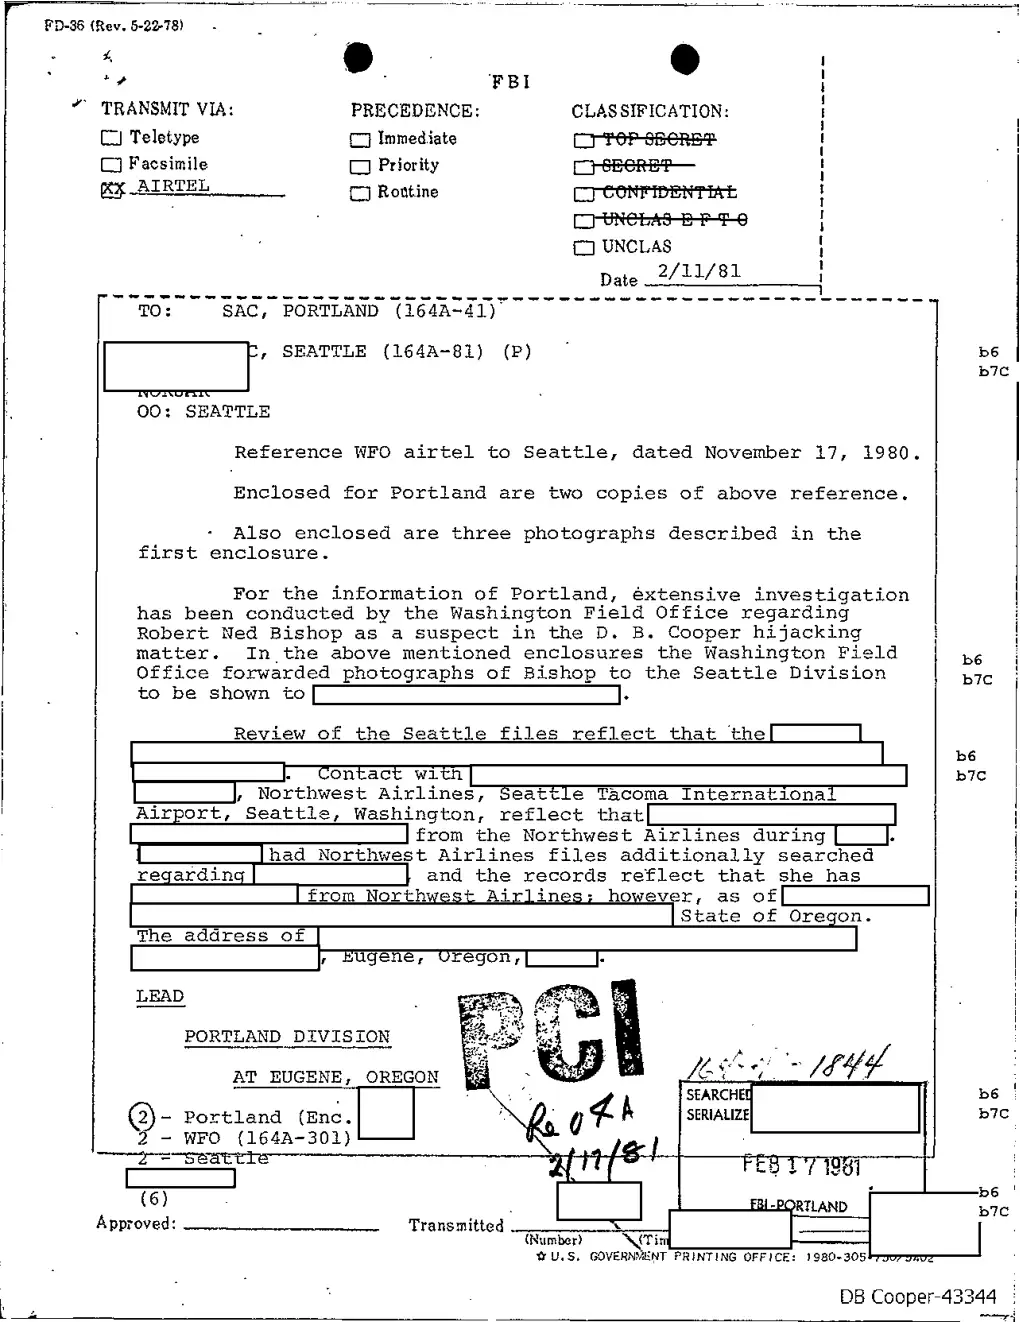 FD-36 (Rev. 5-22-78)
FBI
TRANSMIT VIA:
Teletype
Facsimile
XX AIRTEL
PRECEDENCE:
Immediate
Priority
Routine
CLASSIFICATION:
TOP SECRET
SECRET
CONFIDENTIAL
UNCLAS E F T O
UNCLAS
Date 2/11/81
TO: SAC, PORTLAND (164A-41)
C, SEATTLE (164A-81) (P)
b6
b7C
NORJAK
OO: SEATTLE
Reference WFO airtel to Seattle, dated November 17, 1980.
Enclosed for Portland are two copies of above reference.
Also enclosed are three photographs described in the
first enclosure.
For the information of Portland, extensive investigation
has been conducted by the Washington Field Office regarding
Robert Ned Bishop as a suspect in the D. B. Cooper hijacking
matter. In the above mentioned enclosures the Washington Field
Office forwarded photographs of Bishop to the Seattle Division
to be shown to .
b6
b7C
Review of the Seattle files reflect that the
b6
. Contact with
b7C
, Northwest Airlines, Seattle Tacoma International
Airport, Seattle, Washington, reflect that
from the Northwest Airlines during .
had Northwest Airlines files additionally searched
regarding , and the records reflect that she has
from Northwest Airlines; however, as of
State of Oregon.
The address of
, Eugene, Oregon, .
LEAD
PORTLAND DIVISION
AT EUGENE, OREGON
2 - Portland (Enc.
2 - WFO (164A-301)
2 - Seattle
(6)
PCI
2/17/81
1844
SEARCHED
SERIALIZE
FEB 17 1981
FBI-PORTLAND
b6
b7C
b6
b7C
Approved:
Transmitted
(Number) (Tim
☆ U.S. GOVERNMENT PRINTING OFFICE: 1980-305-750/5402
DB Cooper-43344